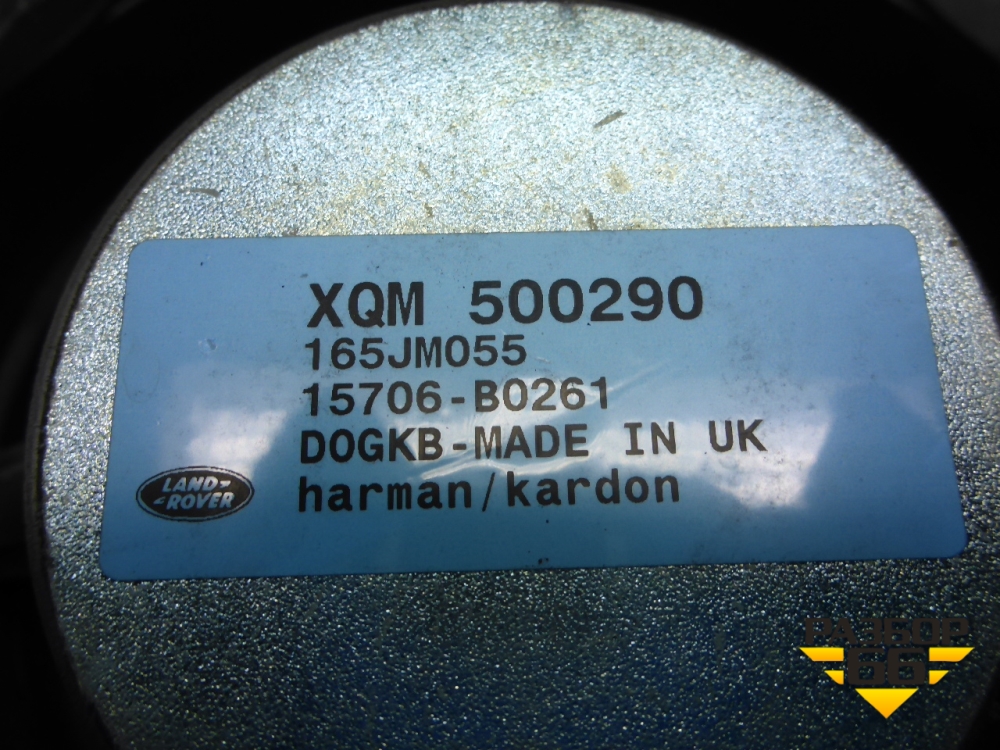 XQM 500290
165JM055
15706-B0261
DOGKB-MADE IN UK
harman/kardon
LAND
ROVER
РАЗБОР
66